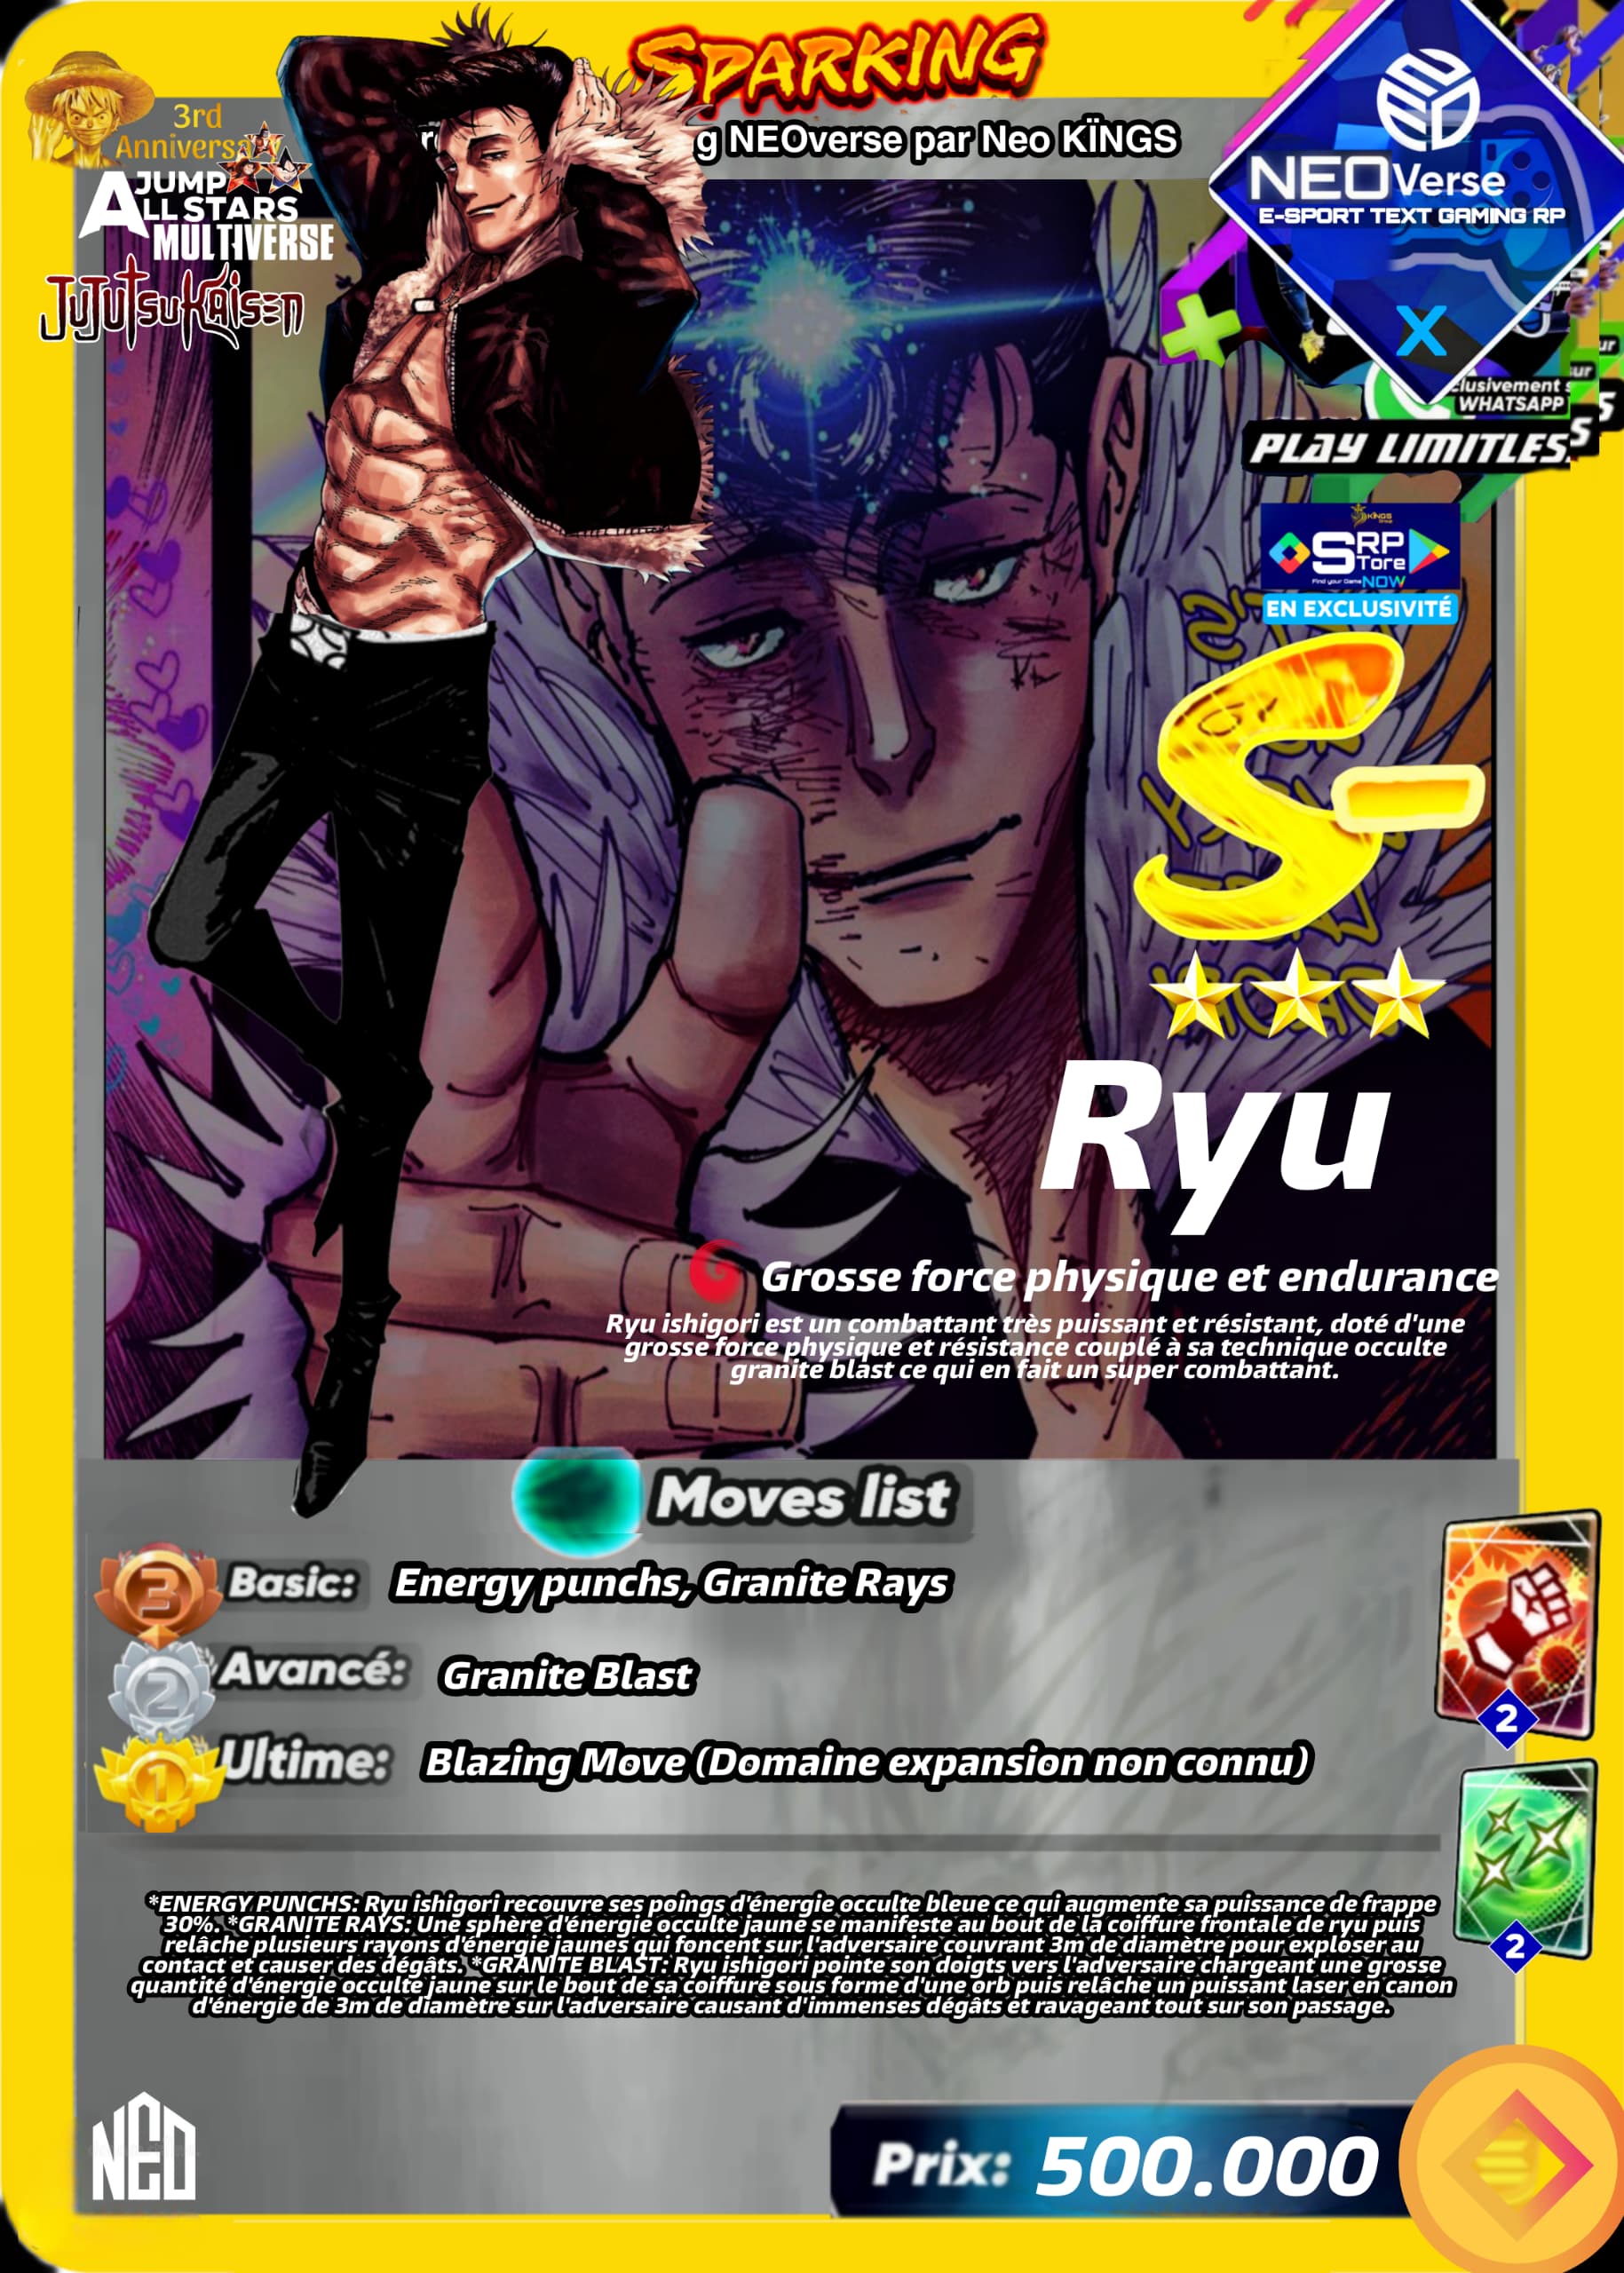 SPARKING
3rd
Anniversa
g NEOverse par Neo KÏNGS
JUMP
ALL STARS
MULTIVERSE
JUJUTSU KAISEN
NEOVerse
E-SPORT TEXT GAMING RP
X
clusivement s
WHATSAPP
PLAY LIMITLES
KiNGS
SRP
Tore
Find your Game NOW
EN EXCLUSIVITÉ
S-
Ryu
Grosse force physique et endurance
Ryu ishigori est un combattant très puissant et résistant, doté d'une
grosse force physique et résistance couplé à sa technique occulte
granite blast ce qui en fait un super combattant.
Moves list
3 Basic: Energy punchs, Granite Rays
2 Avancé: Granite Blast
1 Ultime: Blazing Move (Domaine expansion non connu)
2
2
*ENERGY PUNCHS: Ryu ishigori recouvre ses poings d'énergie occulte bleue ce qui augmente sa puissance de frappe
30%. *GRANITE RAYS: Une sphère d'énergie occulte jaune se manifeste au bout de la coiffure frontale de ryu puis
relâche plusieurs rayons d'énergie jaunes qui foncent sur l'adversaire couvrant 3m de diamètre pour exploser au
contact et causer des dégâts. *GRANITE BLAST: Ryu ishigori pointe son doigts vers l'adversaire chargeant une grosse
quantité d'énergie occulte jaune sur le bout de sa coiffure sous forme d'une orb puis relâche un puissant laser en canon
d'énergie de 3m de diamètre sur l'adversaire causant d'immenses dégâts et ravageant tout sur son passage.
NEO
Prix: 500.000